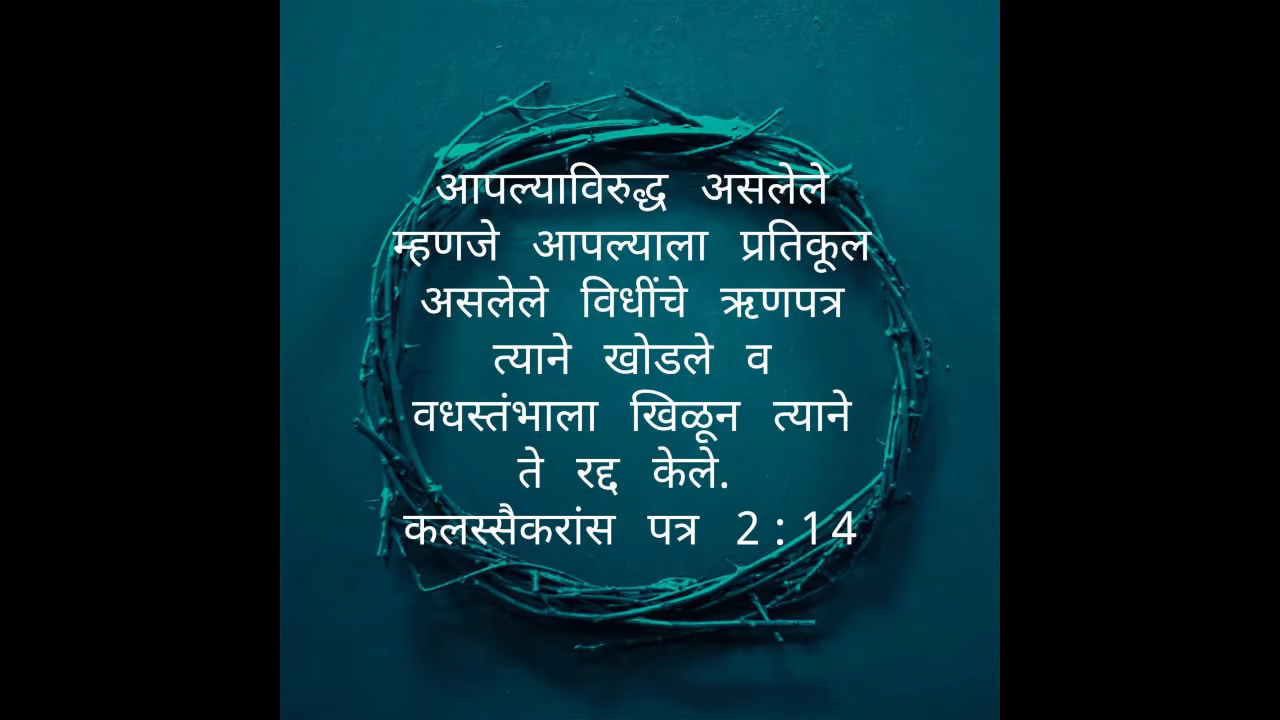 आपल्याविरुद्ध असलेले
म्हणजे आपल्याला प्रतिकूल
असलेले विधींचे ऋणपत्र
त्याने खोडले व
वधस्तंभाला खिळून त्याने
ते रद्द केले.
कलस्सैकरांस पत्र 2:14